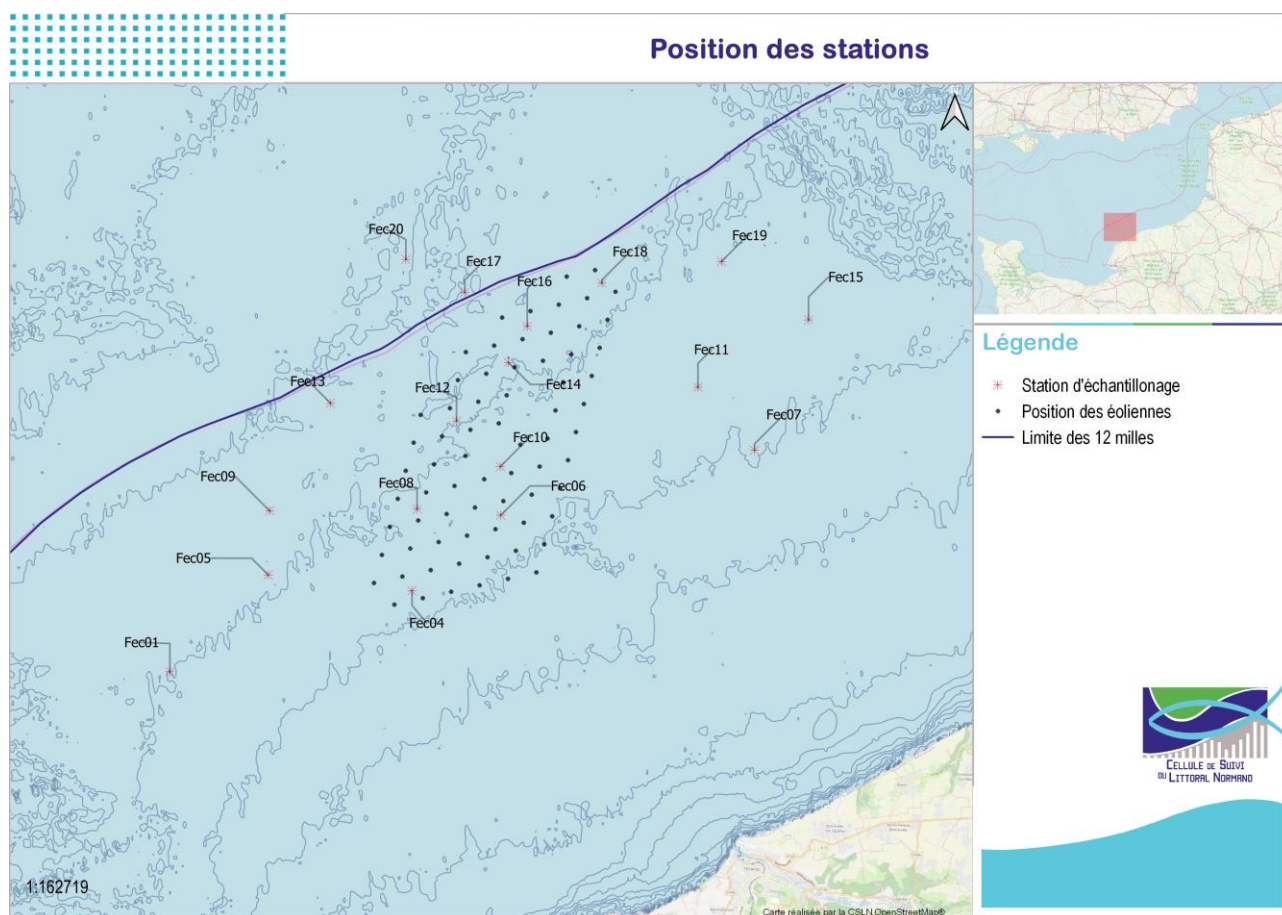 Position des stations
Fec20
Fec17
Fec18
Fec19
Fec16
Fec15
Fec11
Fec14
Fec13
Fec12
Fec07
Fec10
Fec09
Fec08
Fec06
Fec05
Fec04
Fec01
1:162719
Carte réalisée par la CSLN OpenStreetMap®
Légende
Station d'échantillonage
Position des éoliennes
Limite des 12 milles
CELLULE DE SUIVI
DU LITTORAL NORMAND